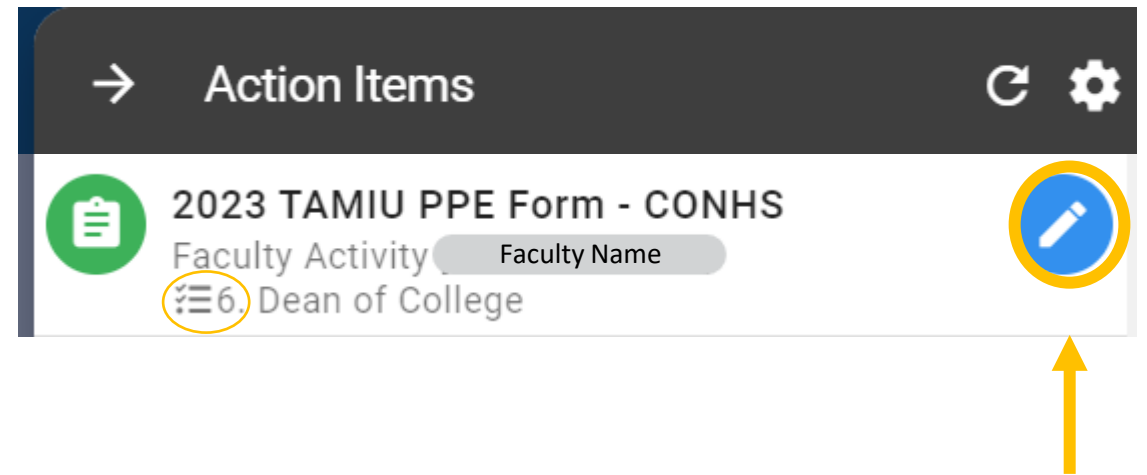 Action Items
2023 TAMIU PPE Form - CONHS
Faculty Activity Faculty Name
6. Dean of College